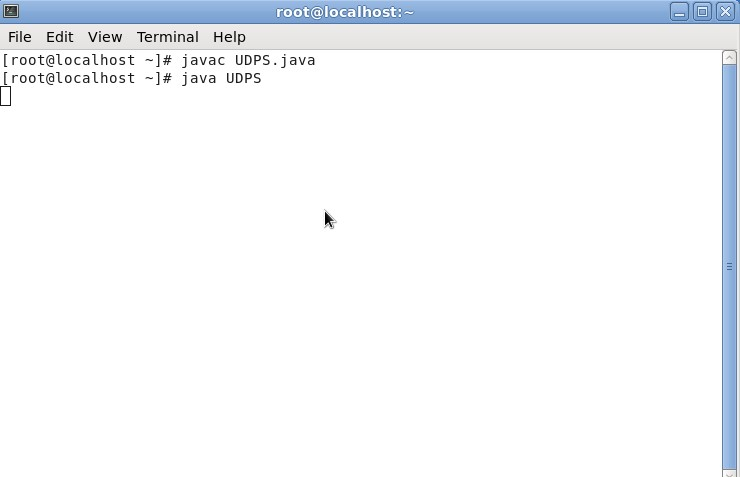 root@localhost:~
File Edit View Terminal Help
[root@localhost ~]# javac UDPS.java
[root@localhost ~]# java UDPS